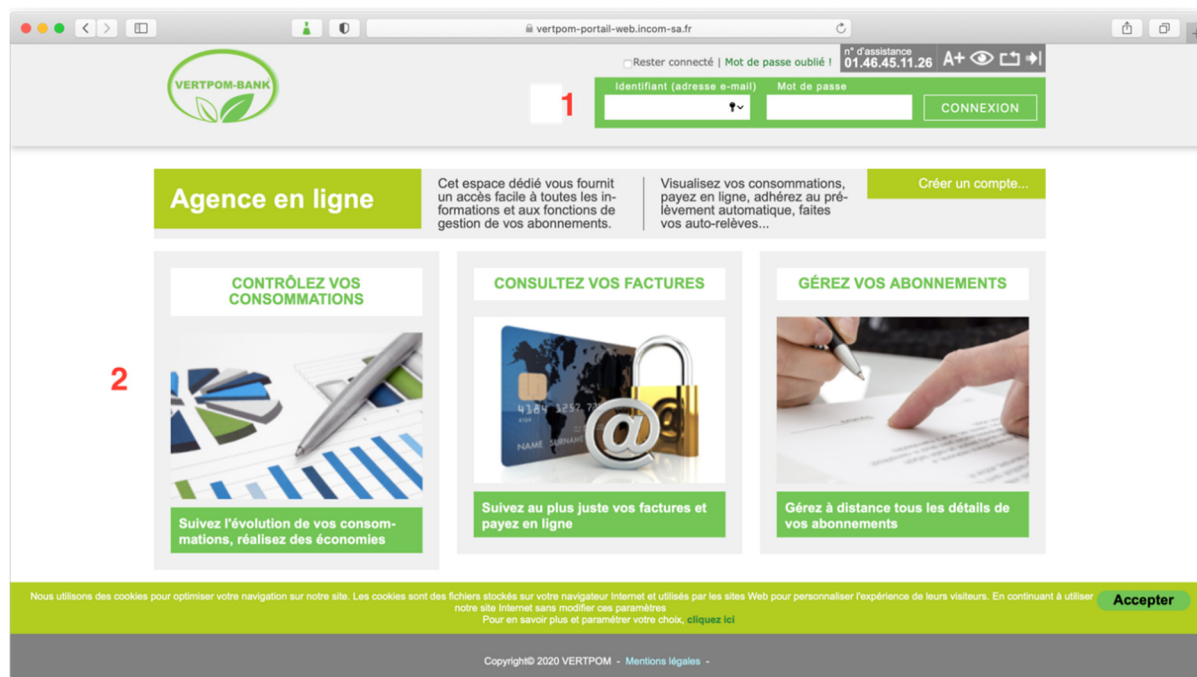 vertpom-portail-web.incom-sa.fr
VERTPOM-BANK
Rester connecté | Mot de passe oublié !
n° d'assistance
01.46.45.11.26
A+
1
Identifiant (adresse e-mail)
Mot de passe
CONNEXION
Agence en ligne
Cet espace dédié vous fournit
un accès facile à toutes les in-
formations et aux fonctions de
gestion de vos abonnements.
Visualisez vos consommations,
payez en ligne, adhérez au pré-
lèvement automatique, faites
vos auto-relèves...
Créer un compte...
2
CONTRÔLEZ VOS
CONSOMMATIONS
Suivez l'évolution de vos consom-
mations, réalisez des économies
CONSULTEZ VOS FACTURES
NAME SURNAME
@
Suivez au plus juste vos factures et
payez en ligne
GÉREZ VOS ABONNEMENTS
Gérez à distance tous les détails de
vos abonnements
Nous utilisons des cookies pour optimiser votre navigation sur notre site. Les cookies sont des fichiers stockés sur votre navigateur Internet et utilisés par les sites Web pour personnaliser l'expérience de leurs visiteurs. En continuant à utiliser
notre site Internet sans modifier ces paramètres
Pour en savoir plus et paramétrer votre choix, cliquez ici
Accepter
Copyright© 2020 VERTPOM - Mentions légales -